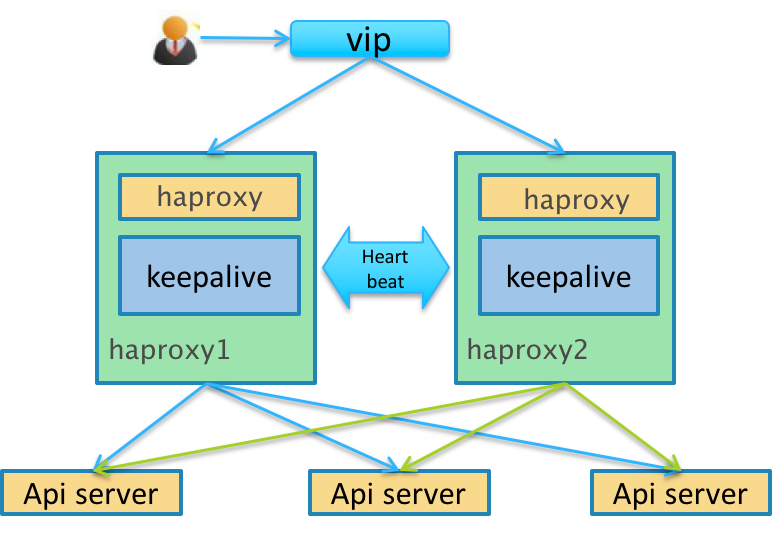 vip
haproxy
keepalive
haproxy1
Heart
beat
haproxy
keepalive
haproxy2
Api server
Api server
Api server